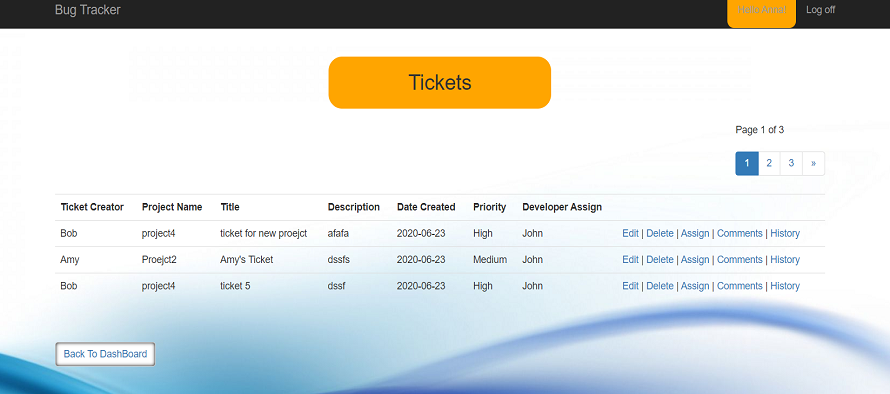 Bug Tracker Hello Anna! Log off
Tickets
Page 1 of 3
1 2 3 »
Ticket Creator Project Name Title Description Date Created Priority Developer Assign
Bob project4 ticket for new proejct afafa 2020-06-23 High John Edit | Delete | Assign | Comments | History
Amy Proejct2 Amy's Ticket dssfs 2020-06-23 Medium John Edit | Delete | Assign | Comments | History
Bob project4 ticket 5 dssf 2020-06-23 High John Edit | Delete | Assign | Comments | History
Back To DashBoard